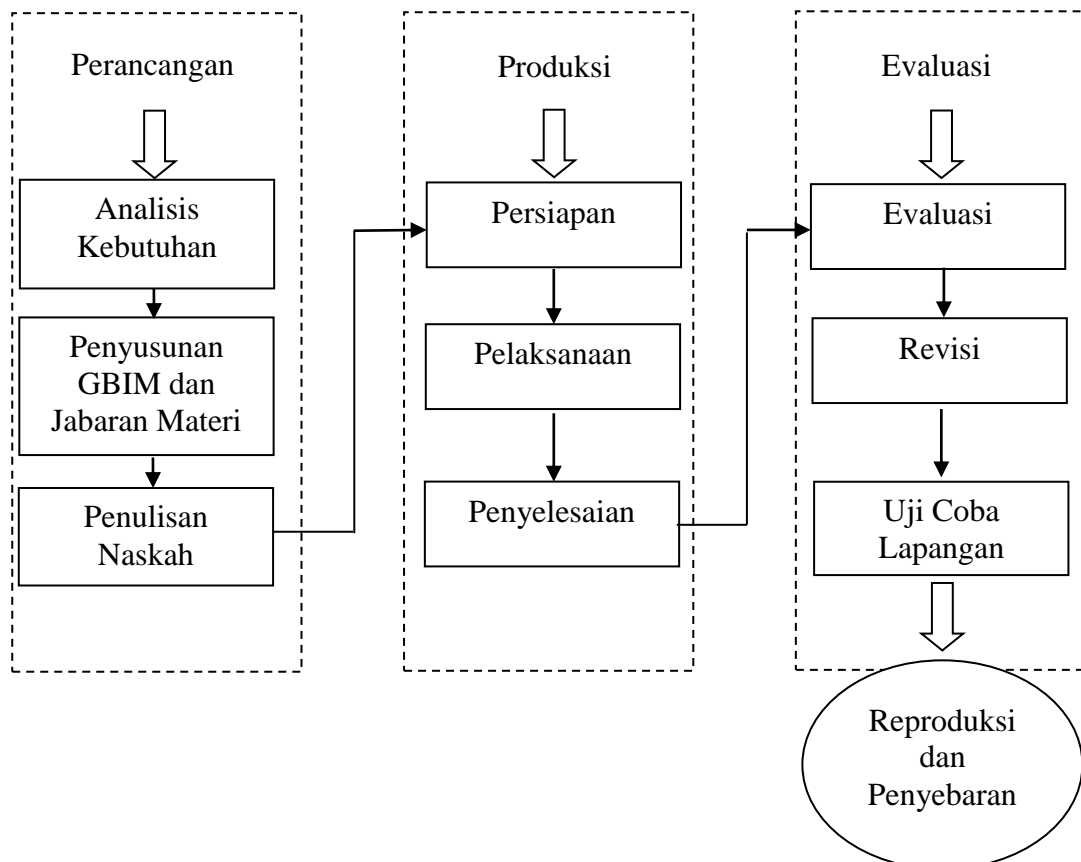 Perancangan
Analisis
Kebutuhan
Penyusunan
GBIM dan
Jabaran Materi
Penulisan
Naskah
Produksi
Persiapan
Pelaksanaan
Penyelesaian
Evaluasi
Evaluasi
Revisi
Uji Coba
Lapangan
Reproduksi
dan
Penyebaran